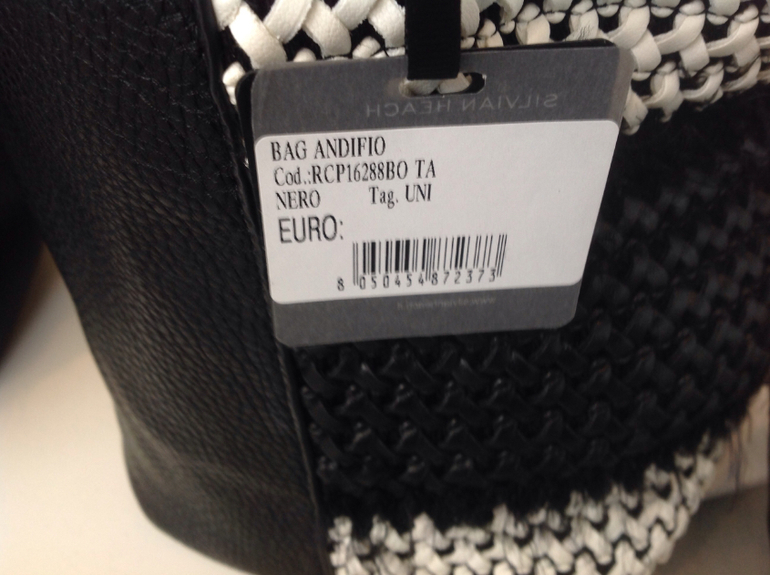 SILVIAN HEACH
BAG ANDIFIO
Cod.:RCP16288BO TA
NERO Tag. UNI
EURO:
8 050454 872373